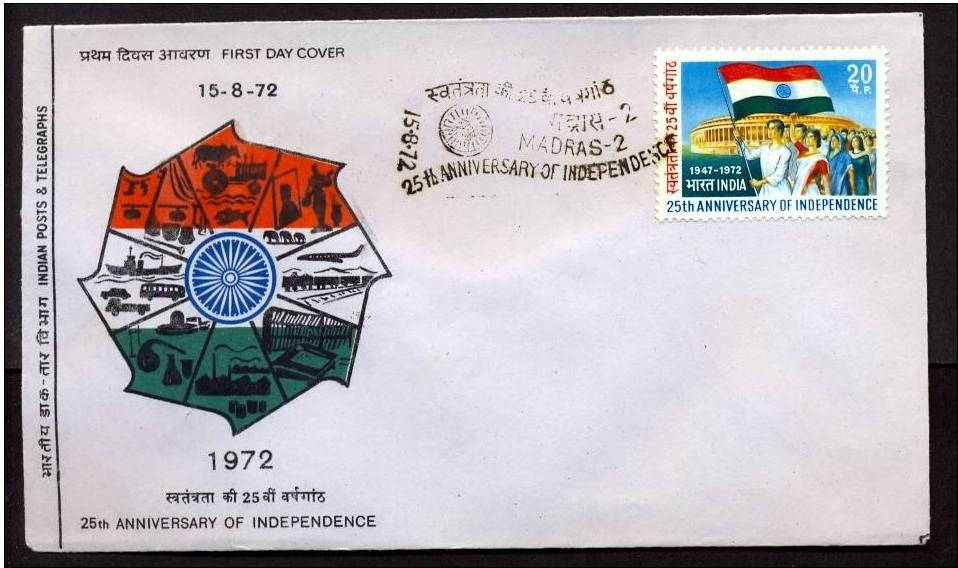 प्रथम दिवस आवरण FIRST DAY COVER
15-8-72
भारतीय डाक-तार विभाग INDIAN POSTS & TELEGRAPHS
स्वतंत्रता की 25 वीं वर्षगांठ
15.8.72
मद्रास-2
MADRAS-2
25th ANNIVERSARY OF INDEPENDENCE
20
पै. P.
स्वतंत्रता की 25 वीं वर्षगांठ
1947-1972
भारत INDIA
25th ANNIVERSARY OF INDEPENDENCE
1972
स्वतंत्रता की 25 वीं वर्षगांठ
25th ANNIVERSARY OF INDEPENDENCE